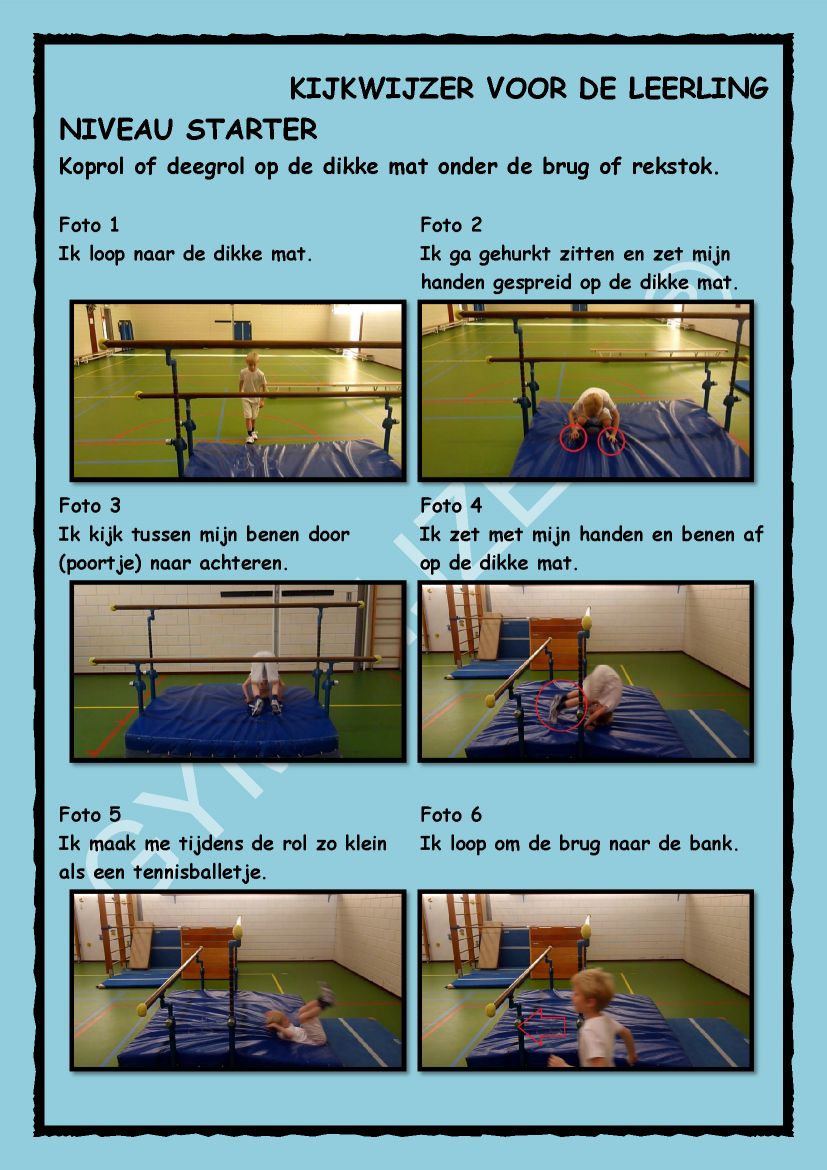 KIJKWIJZER VOOR DE LEERLING
NIVEAU STARTER
Koprol of deegrol op de dikke mat onder de brug of rekstok.
Foto 1
Ik loop naar de dikke mat.
Foto 2
Ik ga gehurkt zitten en zet mijn
handen gespreid op de dikke mat.
Foto 3
Ik kijk tussen mijn benen door
(poortje) naar achteren.
Foto 4
Ik zet met mijn handen en benen af
op de dikke mat.
Foto 5
Ik maak me tijdens de rol zo klein
als een tennisballetje.
Foto 6
Ik loop om de brug naar de bank.